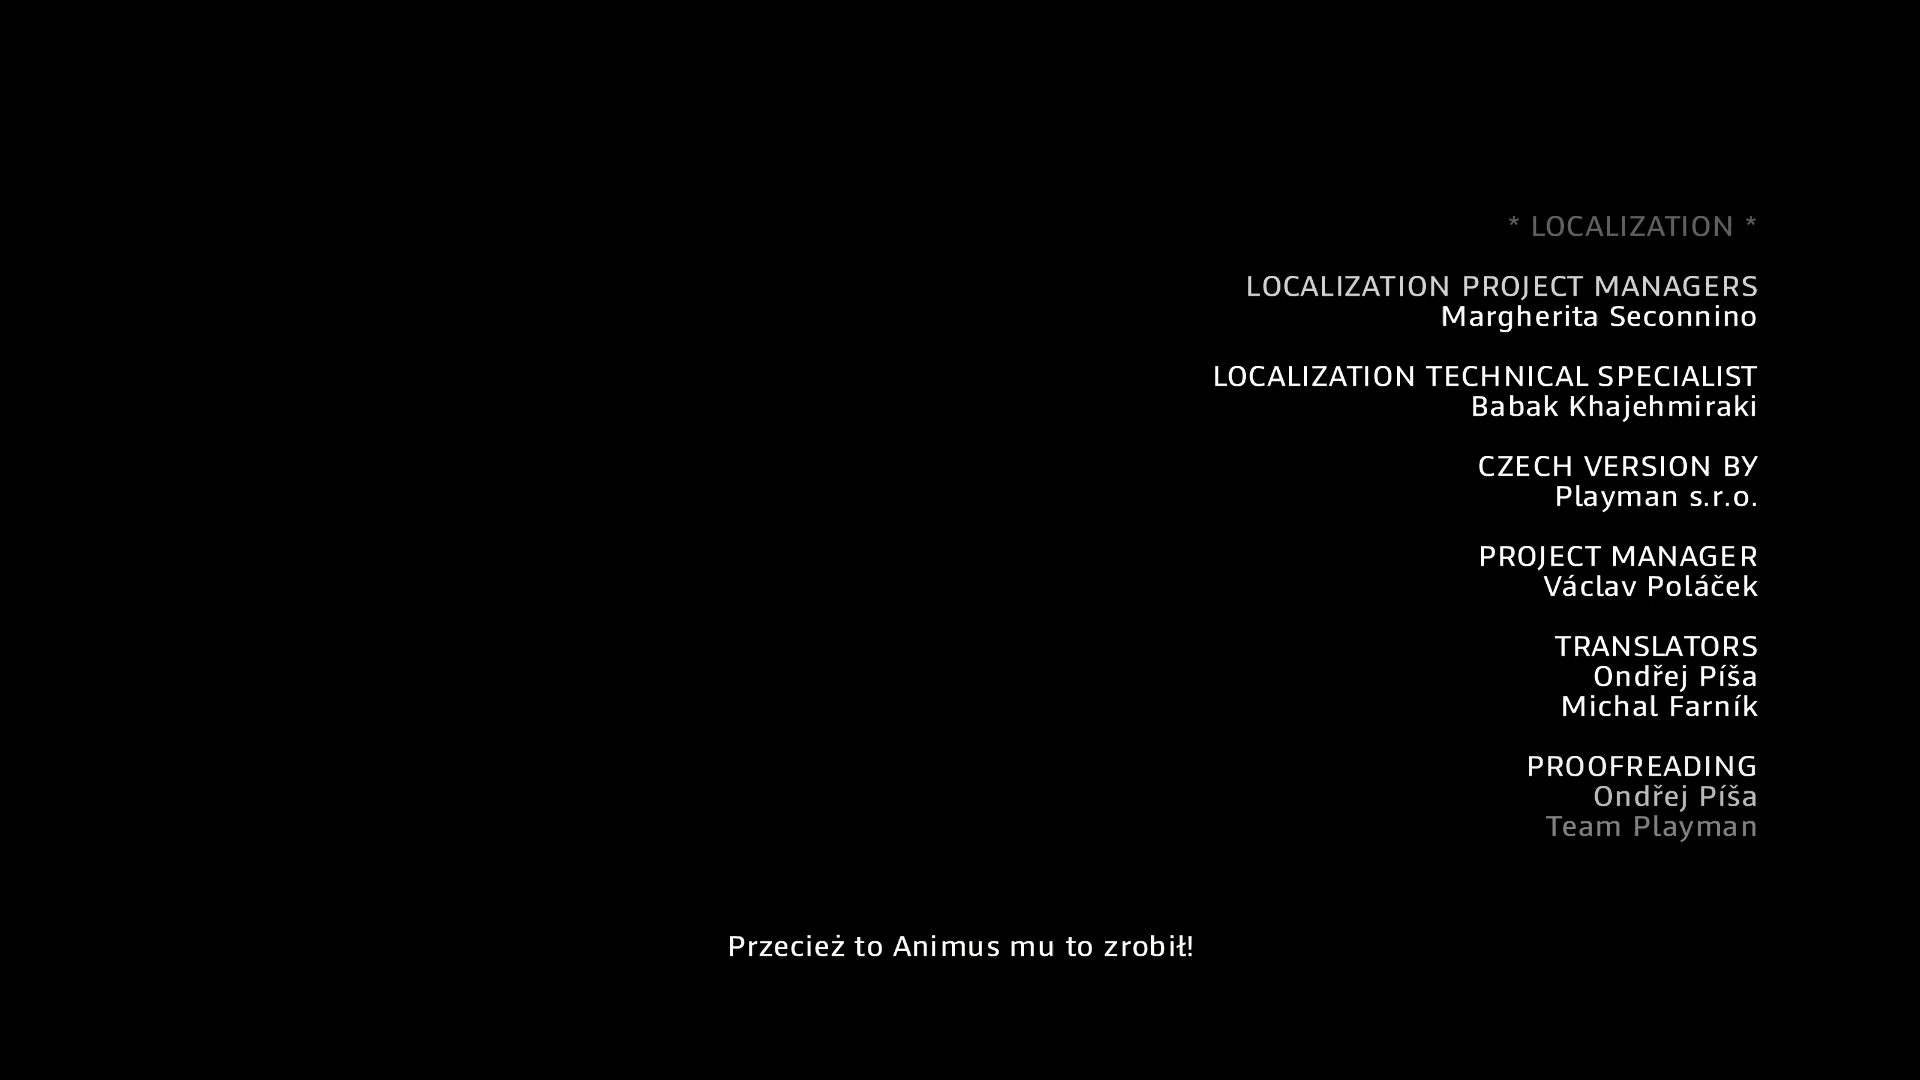 * LOCALIZATION *
LOCALIZATION PROJECT MANAGERS
Margherita Seconnino
LOCALIZATION TECHNICAL SPECIALIST
Babak Khajehmiraki
CZECH VERSION BY
Playman s.r.o.
PROJECT MANAGER
Václav Poláček
TRANSLATORS
Ondřej Píša
Michal Farník
PROOFREADING
Ondřej Píša
Team Playman
Przecież to Animus mu to zrobił!